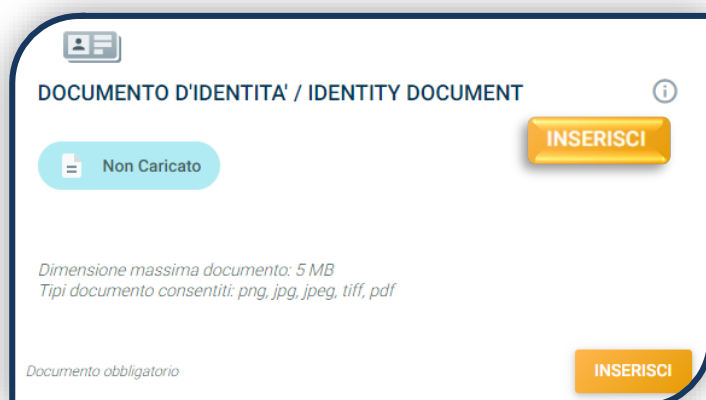 DOCUMENTO D'IDENTITA' / IDENTITY DOCUMENT
INSERISCI
Non Caricato
Dimensione massima documento: 5 MB
Tipi documento consentiti: png, jpg, jpeg, tiff, pdf
Documento obbligatorio
INSERISCI